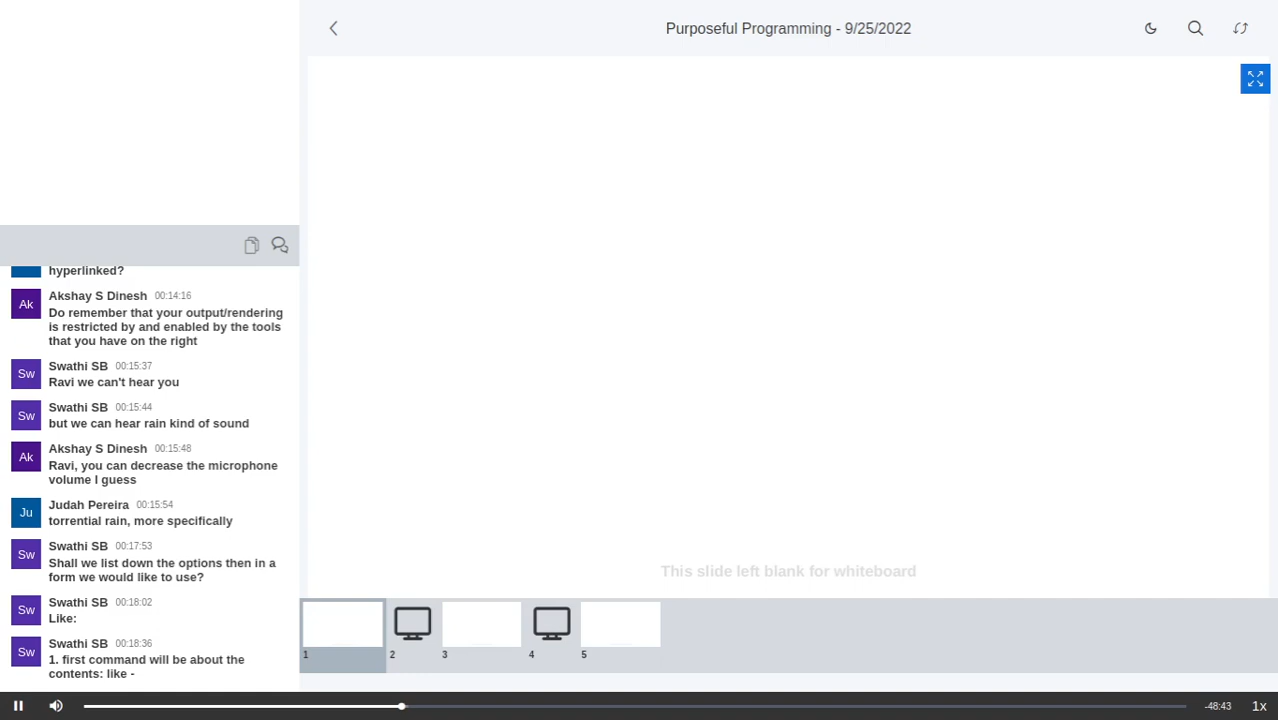 Purposeful Programming - 9/25/2022
hyperlinked?
Ak
Akshay S Dinesh 00:14:16
Do remember that your output/rendering
is restricted by and enabled by the tools
that you have on the right
Sw
Swathi SB 00:15:37
Ravi we can't hear you
Sw
Swathi SB 00:15:44
but we can hear rain kind of sound
Ak
Akshay S Dinesh 00:15:48
Ravi, you can decrease the microphone
volume I guess
Ju
Judah Pereira 00:15:54
torrential rain, more specifically
Sw
Swathi SB 00:17:53
Shall we list down the options then in a
form we would like to use?
Sw
Swathi SB 00:18:02
Like:
Sw
Swathi SB 00:18:36
1. first command will be about the
contents: like -
This slide left blank for whiteboard
1 2 3 4 5
-48:43 1x